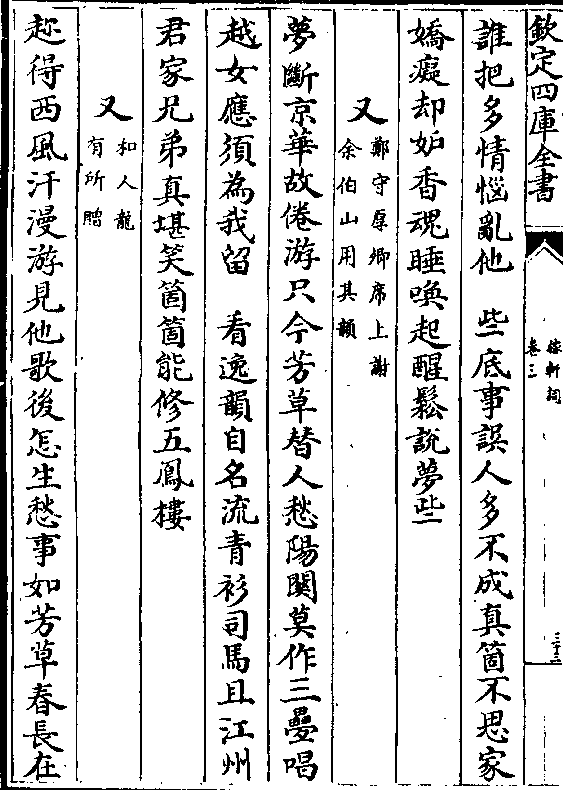 欽定四庫全書
稼軒詞
卷三
三十二
誰把多情惱亂他　些底事誤人多不成真箇不思家
嬌癡却妒香魂睡喚起醒鬆說夢些
又
鄭守厚卿席上謝
余伯山用其韻
夢斷京華故倦游只今芳草替人愁陽關莫作三疊唱
越女應須為我留　看逸韻自名流青衫司馬且江州
君家兄弟真堪笑箇箇能修五鳳樓
又
和人韻
有所贈
趂得西風汗漫游見他歌後怎生愁事如芳草春長在